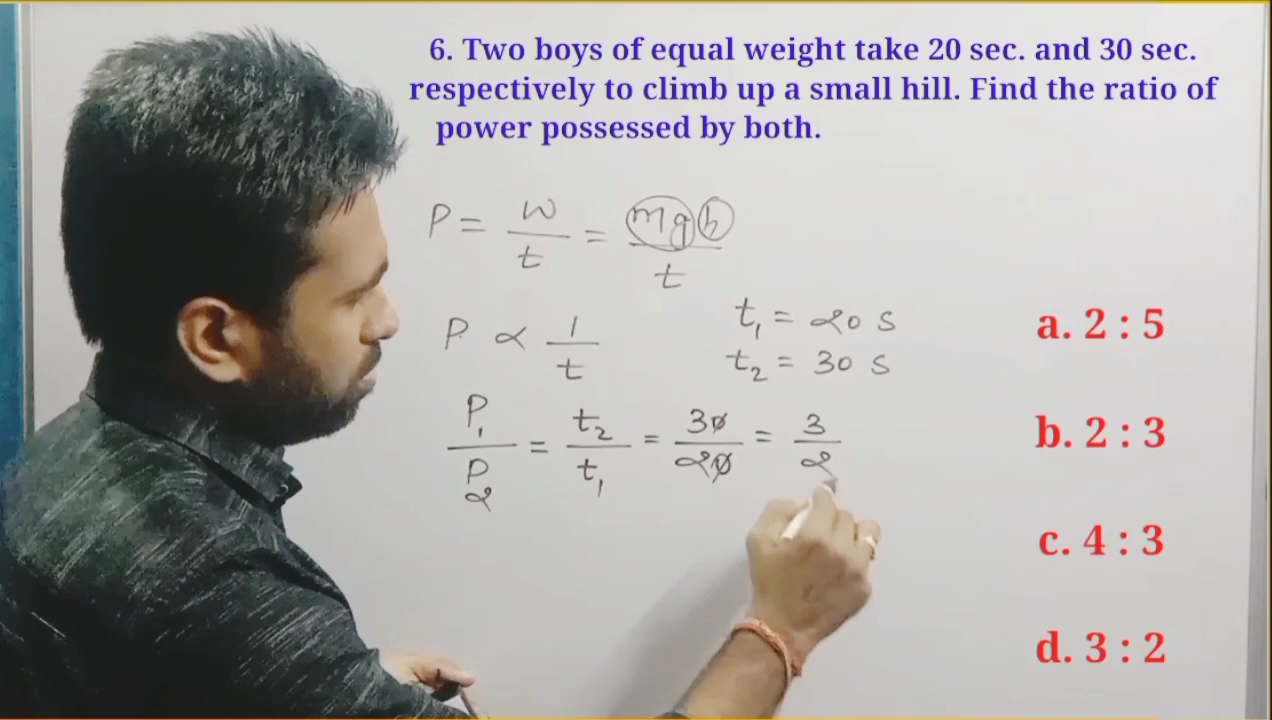 6. Two boys of equal weight take 20 sec. and 30 sec.
respectively to climb up a small hill. Find the ratio of
power possessed by both.
P = W/t = mgh/t
P ∝ 1/t
t₁ = 20 s
t₂ = 30 s
P₁/P₂ = t₂/t₁ = 30/20 = 3/2
a. 2 : 5
b. 2 : 3
c. 4 : 3
d. 3 : 2